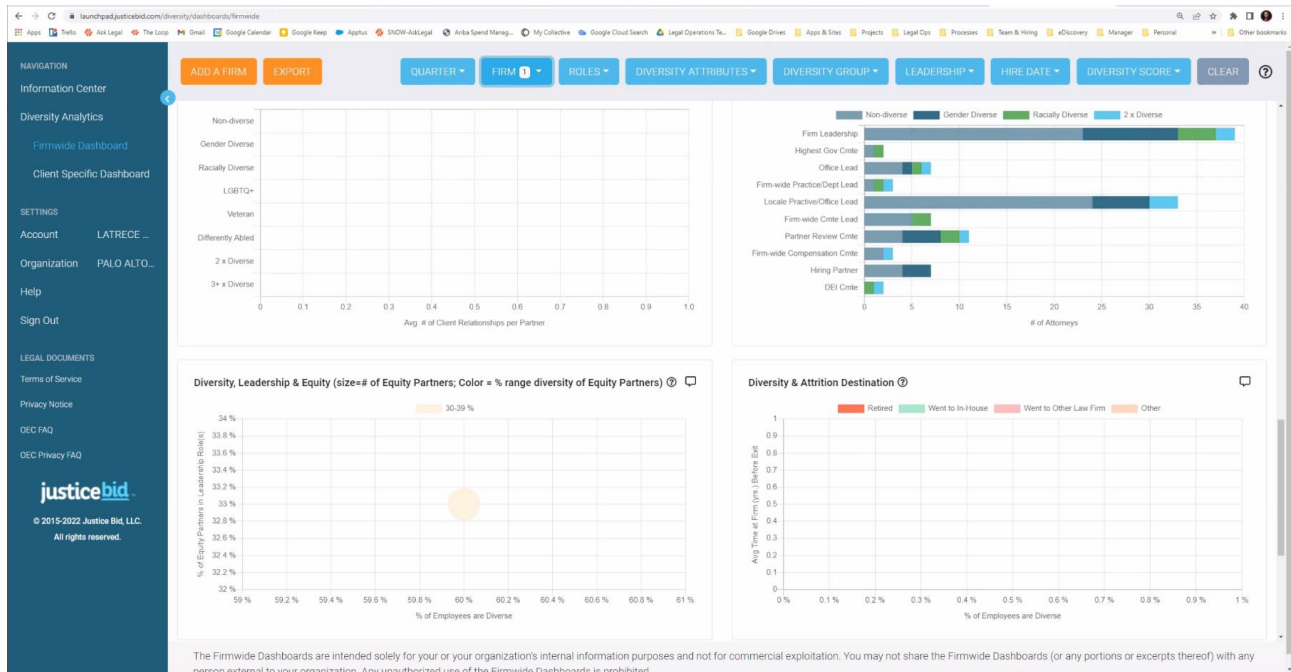 launchpad.justicebid.com/diversity/dashboards/firmwide
Apps Trello Ask Legal The Loop Gmail Google Calendar Google Keep Apptus SNOW-AskLegal Ariba Spend Manag... My Collective Google Cloud Search Legal Operations Te... Google Drives Apps & Sites Projects Legal Ops Processes Team & Hiring eDiscovery Manager Personal » Other bookmarks
NAVIGATION
Information Center
Diversity Analytics
Firmwide Dashboard
Client Specific Dashboard
SETTINGS
Account LATRECE ...
Organization PALO ALTO...
Help
Sign Out
LEGAL DOCUMENTS
Terms of Service
Privacy Notice
OEC FAQ
OEC Privacy FAQ
justicebid
© 2015-2022 Justice Bid, LLC.
All rights reserved.
ADD A FIRM EXPORT QUARTER FIRM 1 ROLES DIVERSITY ATTRIBUTES DIVERSITY GROUP LEADERSHIP HIRE DATE DIVERSITY SCORE CLEAR ?
Non-diverse
Gender Diverse
Racially Diverse
LGBTQ+
Veteran
Differently Abled
2 x Diverse
3+ x Diverse
0 0.1 0.2 0.3 0.4 0.5 0.6 0.7 0.8 0.9 1.0
Avg. # of Client Relationships per Partner
Non-diverse Gender Diverse Racially Diverse 2 x Diverse
Firm Leadership
Highest Gov Cmte
Office Lead
Firm-wide Practice/Dept Lead
Locale Practive/Office Lead
Firm-wide Cmte Lead
Partner Review Cmte
Firm-wide Compensation Cmte
Hiring Partner
DEI Cmte
0 5 10 15 20 25 30 35 40
# of Attorneys
Diversity, Leadership & Equity (size=# of Equity Partners; Color = % range diversity of Equity Partners) ?
30-39 %
% of Equity Partners in Leadership Role(s)
34 %
33.8 %
33.6 %
33.4 %
33.2 %
33 %
32.8 %
32.6 %
32.4 %
32.2 %
32 %
59 % 59.2 % 59.4 % 59.6 % 59.8 % 60 % 60.2 % 60.4 % 60.6 % 60.8 % 61 %
% of Employees are Diverse
Diversity & Attrition Destination ?
Retired Went to In-House Went to Other Law Firm Other
Avg Time at Firm (yrs.) Before Exit
1
0.9
0.8
0.7
0.6
0.5
0.4
0.3
0.2
0.1
0
0 % 0.1 % 0.2 % 0.3 % 0.4 % 0.5 % 0.6 % 0.7 % 0.8 % 0.9 % 1 %
% of Employees are Diverse
The Firmwide Dashboards are intended solely for your or your organization's internal information purposes and not for commercial exploitation. You may not share the Firmwide Dashboards (or any portions or excerpts thereof) with any
person external to your organization. Any unauthorized use of the Firmwide Dashboards is prohibited.